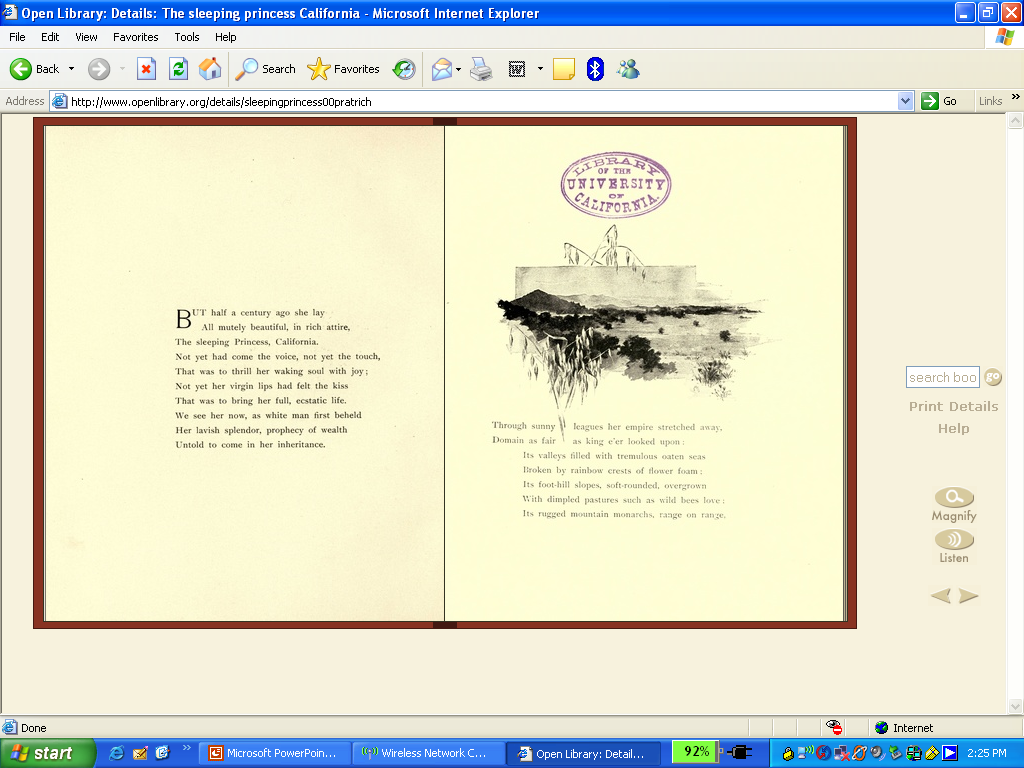 Open Library: Details: The sleeping princess California - Microsoft Internet Explorer
File Edit View Favorites Tools Help
Back Search Favorites
Address http://www.openlibrary.org/details/sleepingprincess00pratrich Go Links »
LIBRARY
OF THE
UNIVERSITY
OF
CALIFORNIA.
BUT half a century ago she lay
All mutely beautiful, in rich attire,
The sleeping Princess, California.
Not yet had come the voice, not yet the touch,
That was to thrill her waking soul with joy;
Not yet her virgin lips had felt the kiss
That was to bring her full, ecstatic life.
We see her now, as white man first beheld
Her lavish splendor, prophecy of wealth
Untold to come in her inheritance.
Through sunny leagues her empire stretched away,
Domain as fair as king e'er looked upon:
Its valleys filled with tremulous oaten seas
Broken by rainbow crests of flower foam;
Its foot-hill slopes, soft-rounded, overgrown
With dimpled pastures such as wild bees love;
Its rugged mountain monarchs, range on range.
search boo go
Print Details
Help
Magnify
Listen
Done Internet
start » Microsoft PowerPoin... Wireless Network C... Open Library: Detail... 92% 2:25 PM